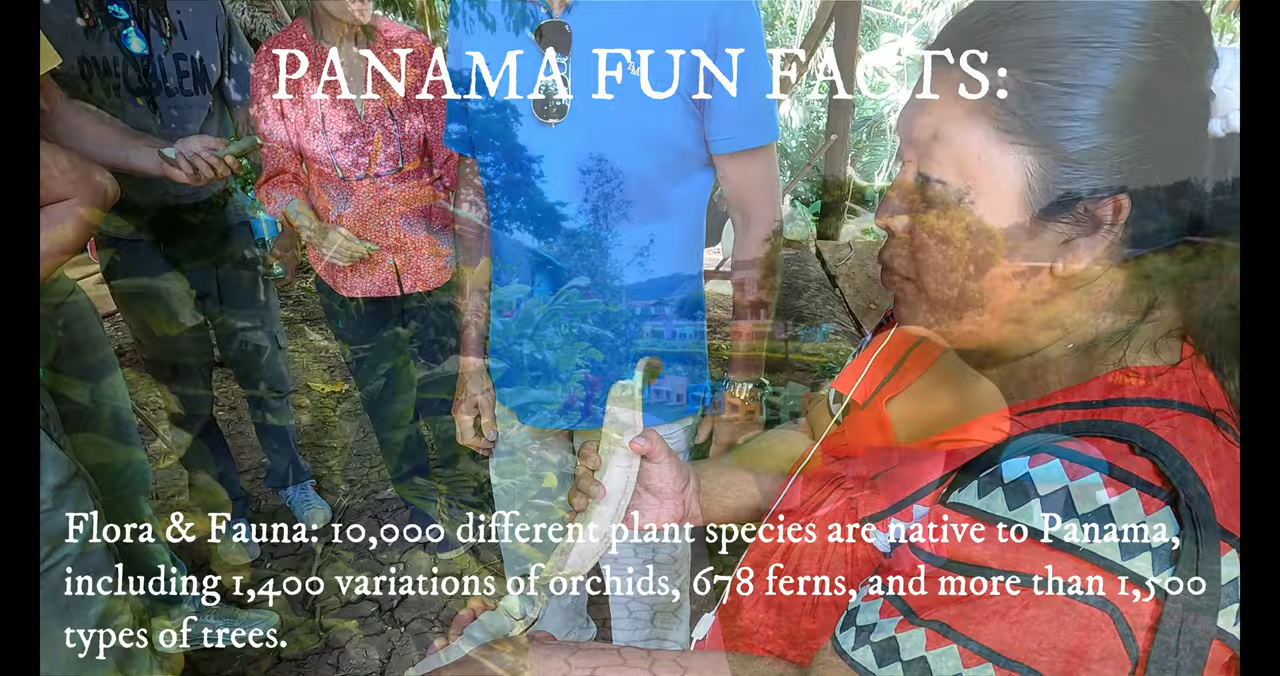 PANAMA FUN FACTS:
Flora & Fauna: 10,000 different plant species are native to Panama,
including 1,400 variations of orchids, 678 ferns, and more than 1,500
types of trees.